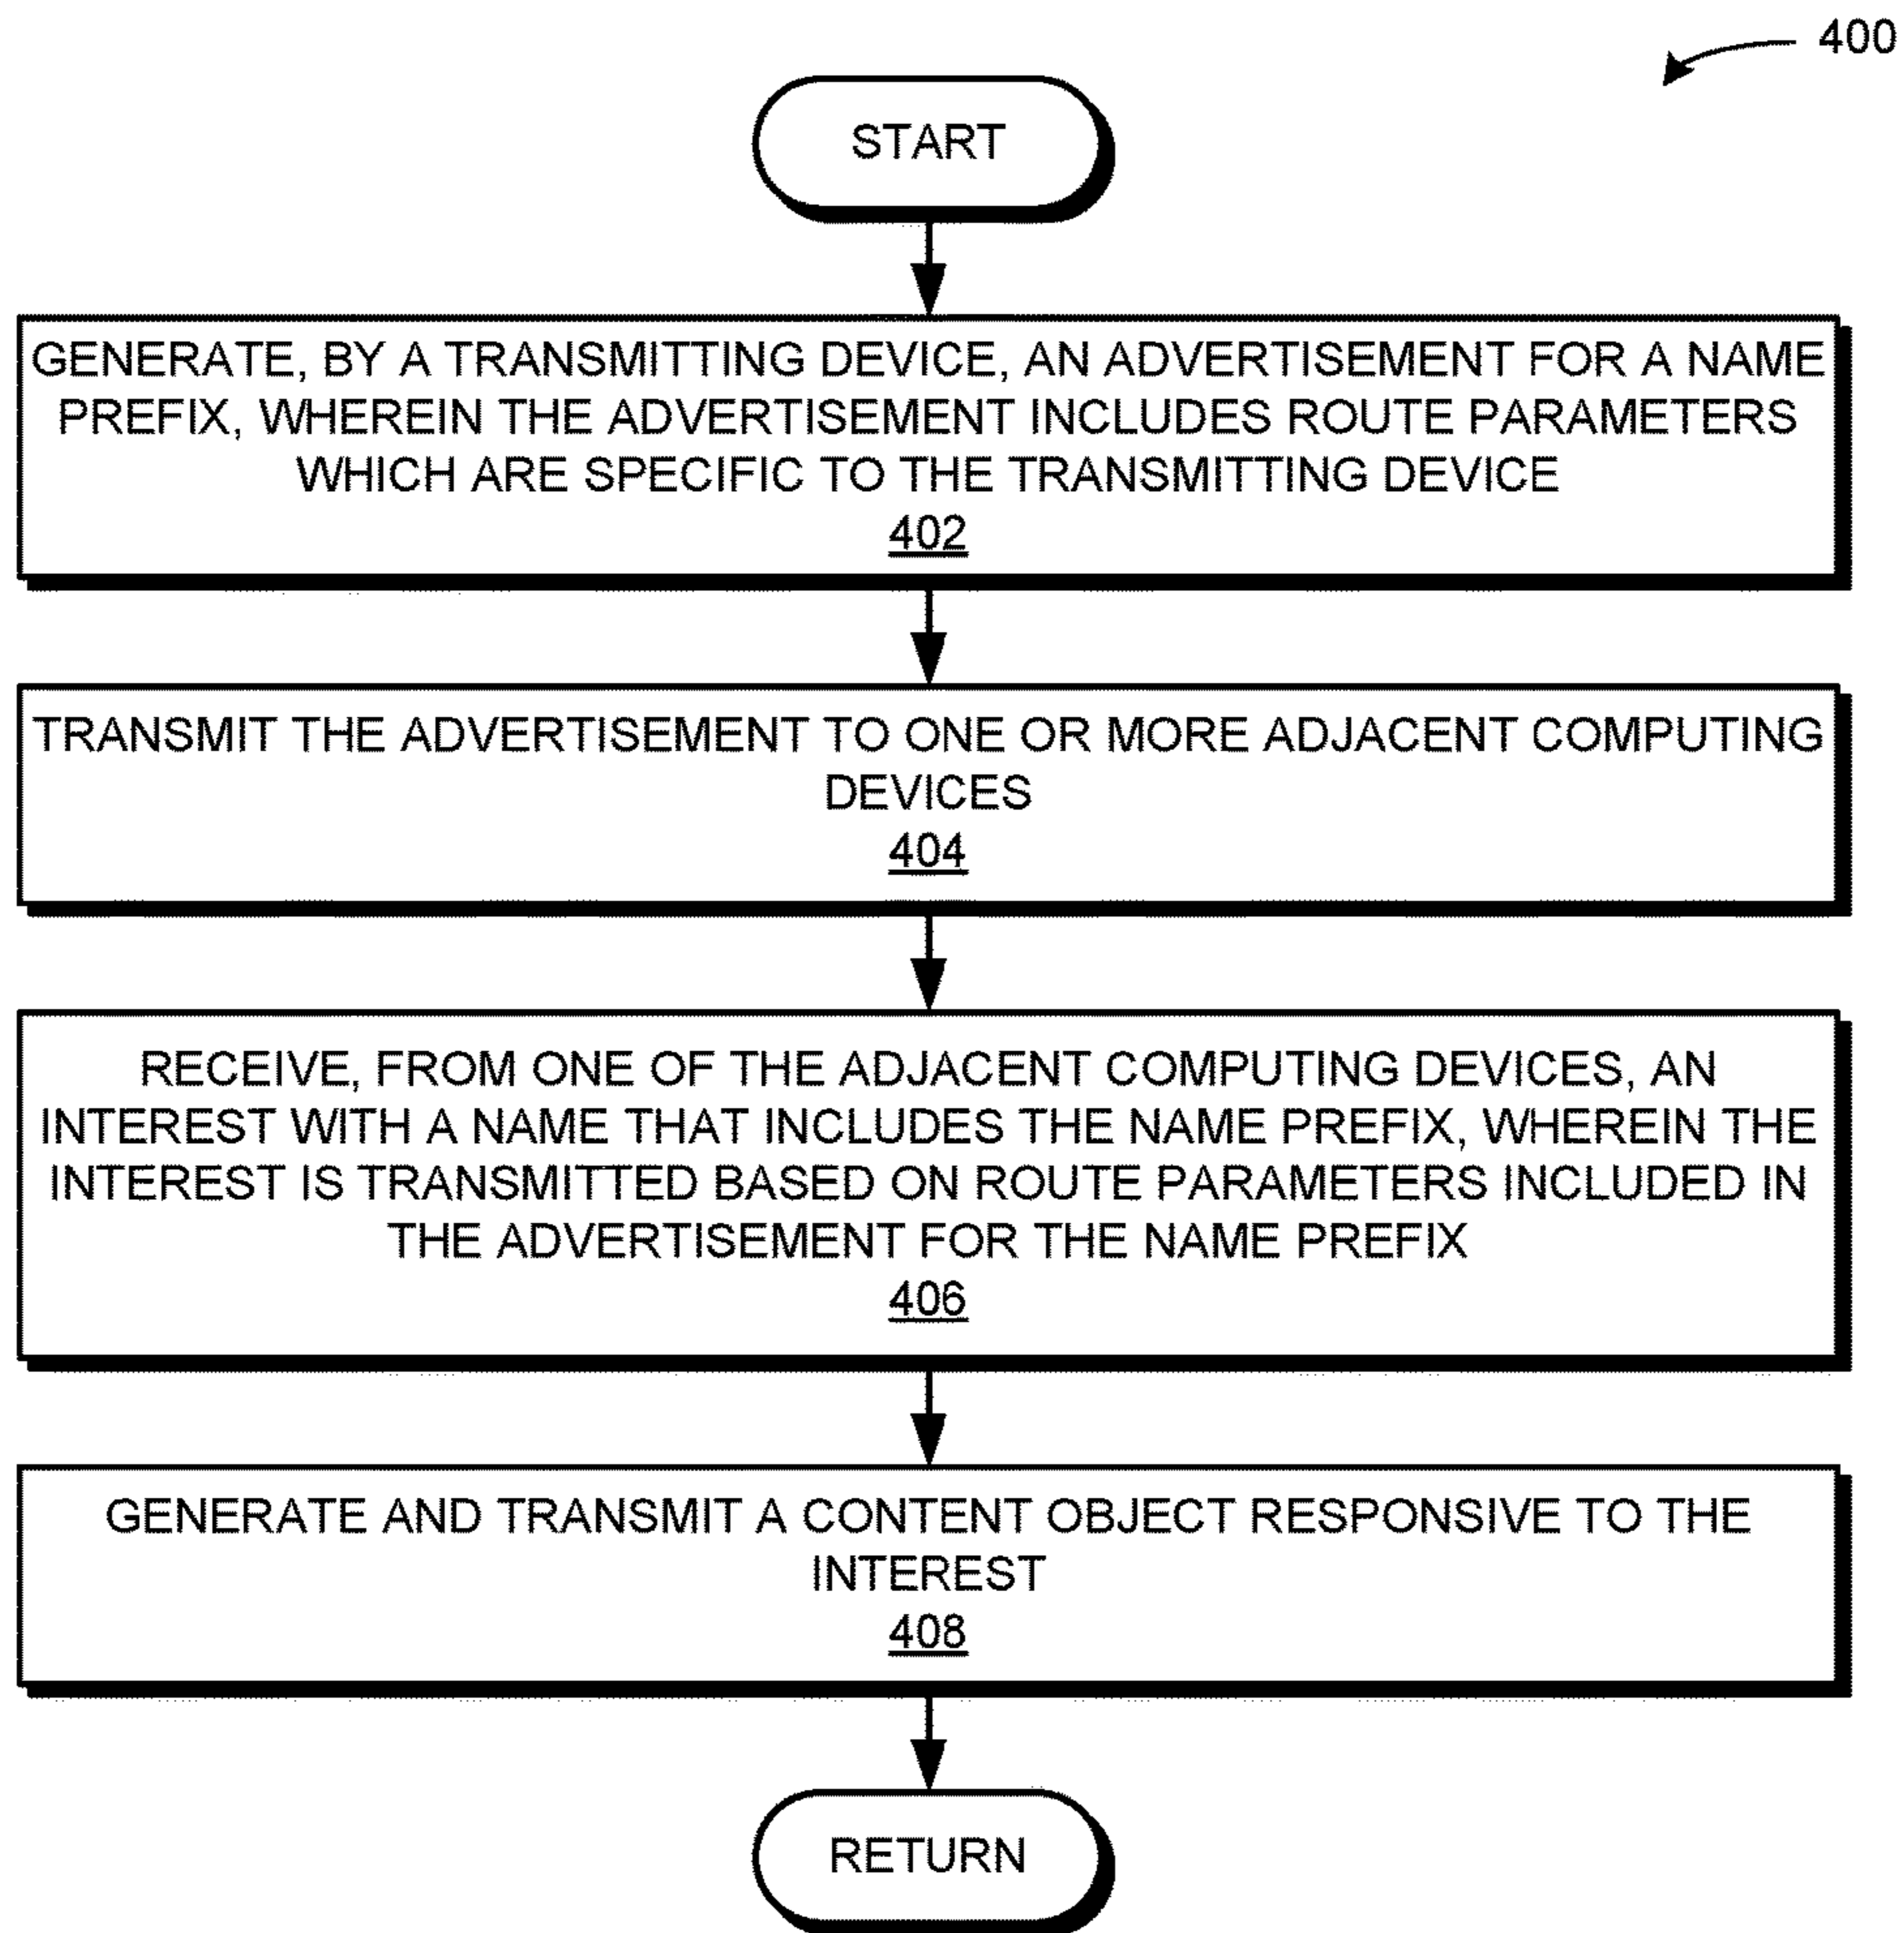 400
START
GENERATE, BY A TRANSMITTING DEVICE, AN ADVERTISEMENT FOR A NAME
PREFIX, WHEREIN THE ADVERTISEMENT INCLUDES ROUTE PARAMETERS
WHICH ARE SPECIFIC TO THE TRANSMITTING DEVICE
402
TRANSMIT THE ADVERTISEMENT TO ONE OR MORE ADJACENT COMPUTING
DEVICES
404
RECEIVE, FROM ONE OF THE ADJACENT COMPUTING DEVICES, AN
INTEREST WITH A NAME THAT INCLUDES THE NAME PREFIX, WHEREIN THE
INTEREST IS TRANSMITTED BASED ON ROUTE PARAMETERS INCLUDED IN
THE ADVERTISEMENT FOR THE NAME PREFIX
406
GENERATE AND TRANSMIT A CONTENT OBJECT RESPONSIVE TO THE
INTEREST
408
RETURN